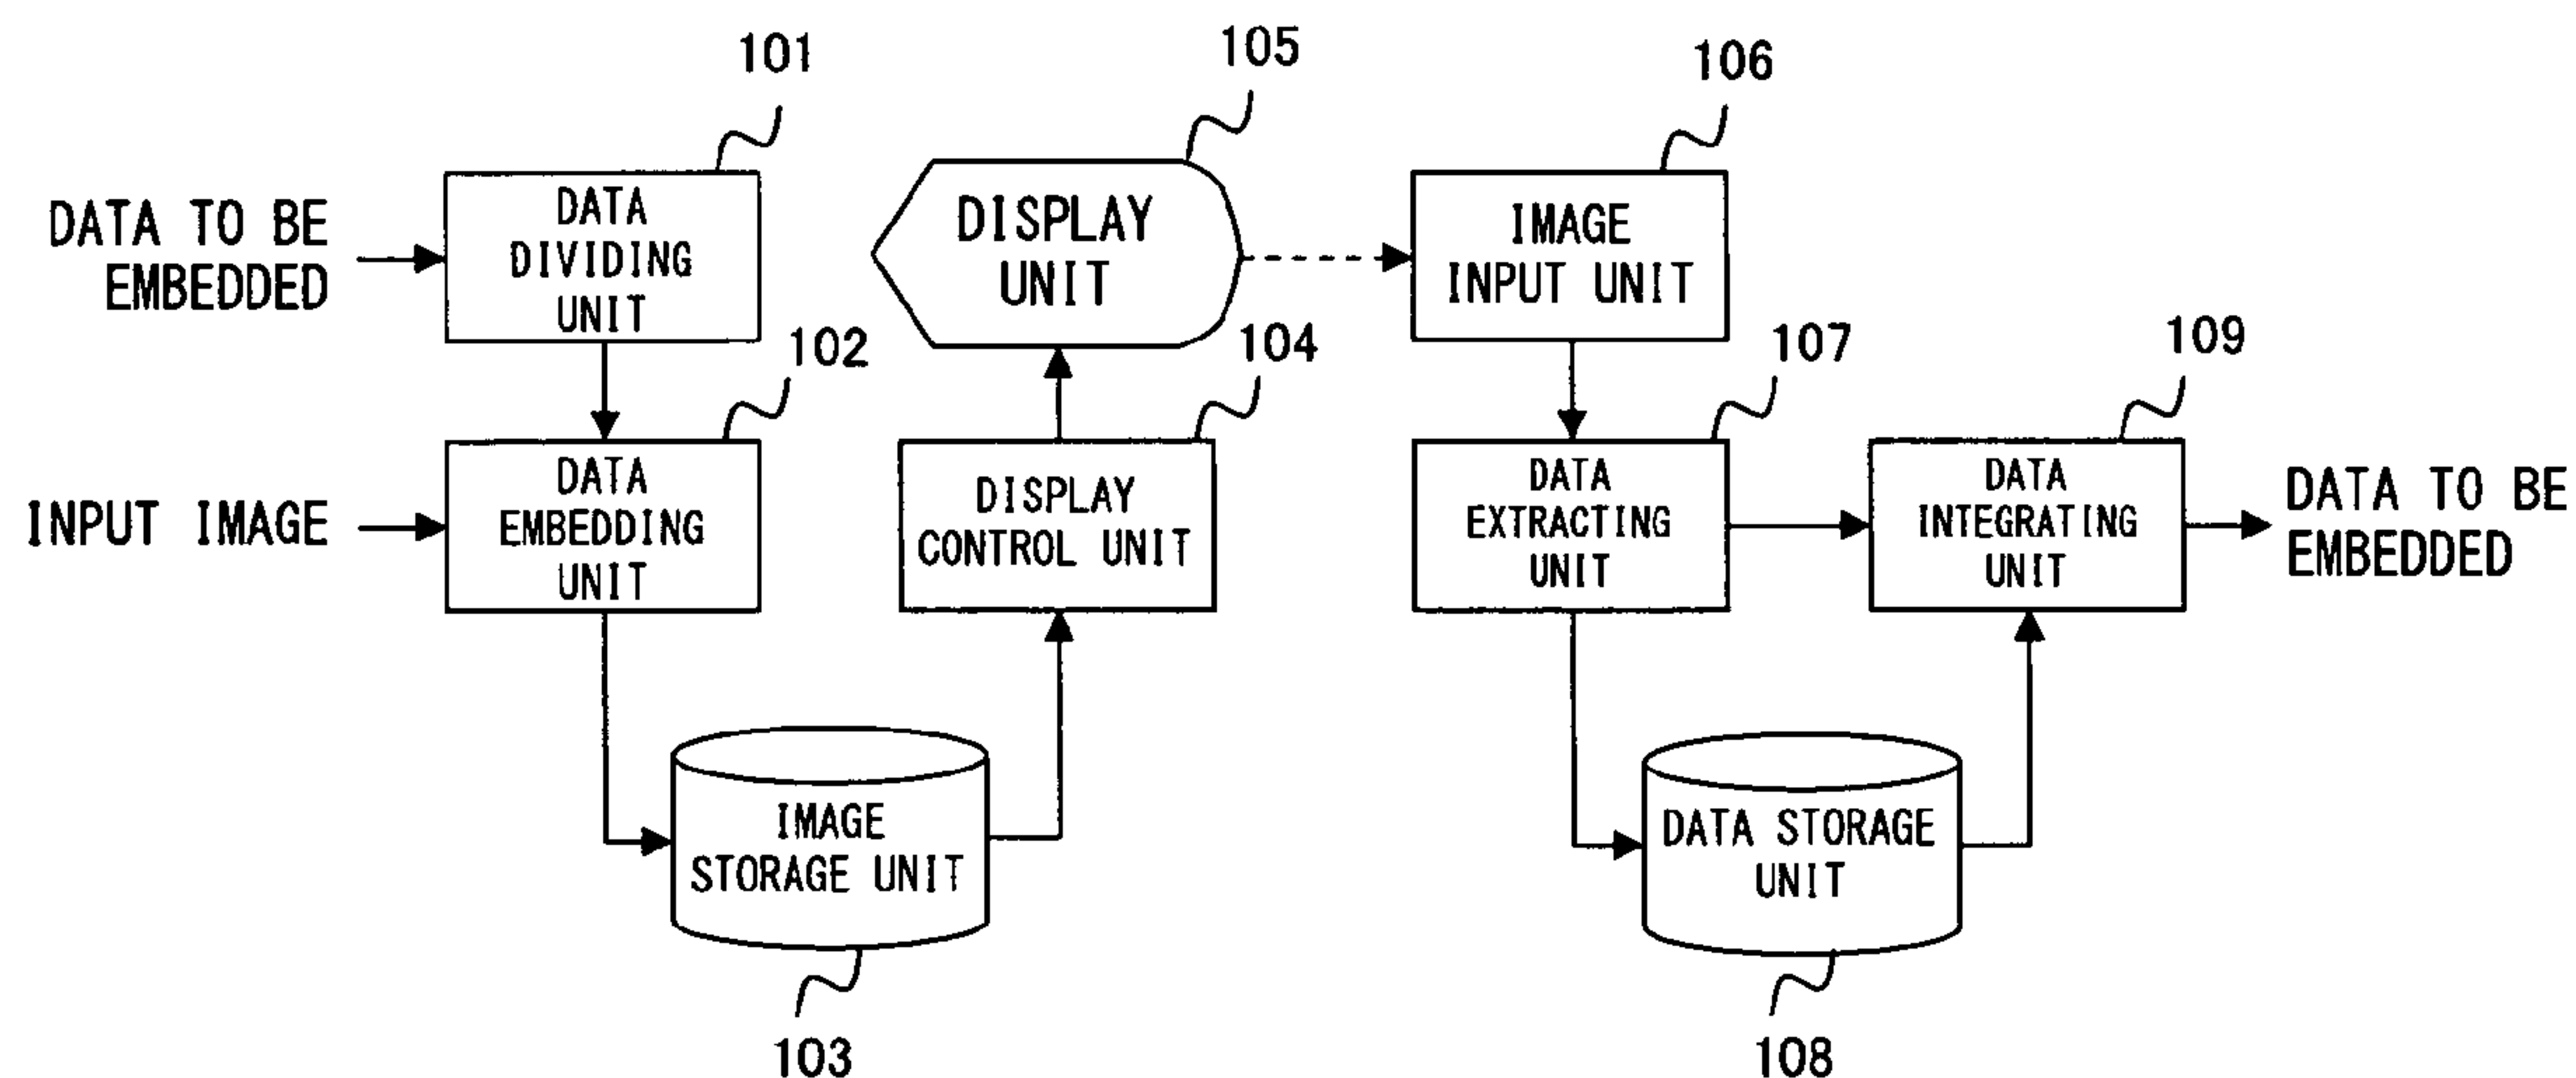 101
105
106
DATA TO BE
EMBEDDED
DATA
DIVIDING
UNIT
DISPLAY
UNIT
IMAGE
INPUT UNIT
102
104
107
109
INPUT IMAGE
DATA
EMBEDDING
UNIT
DISPLAY
CONTROL UNIT
DATA
EXTRACTING
UNIT
DATA
INTEGRATING
UNIT
DATA TO BE
EMBEDDED
IMAGE
STORAGE UNIT
DATA STORAGE
UNIT
103
108